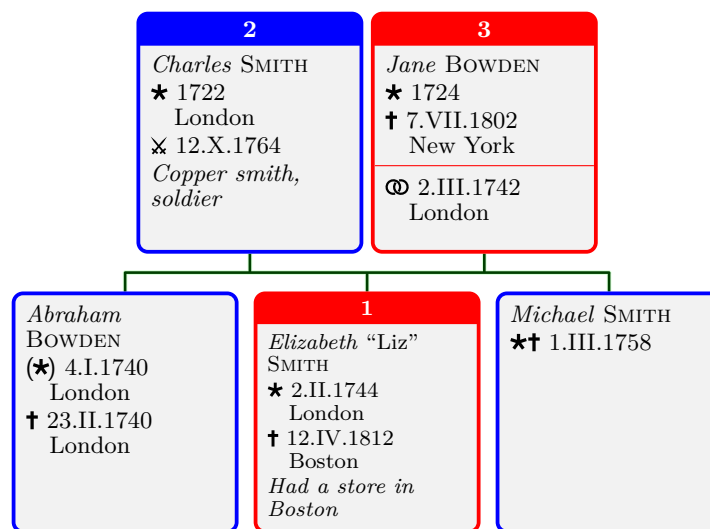 2
Charles SMITH
* 1722
London
⚔ 12.X.1764
Copper smith,
soldier
3
Jane BOWDEN
* 1724
† 7.VII.1802
New York
⚭ 2.III.1742
London
Abraham
BOWDEN
(*) 4.I.1740
London
† 23.II.1740
London
1
Elizabeth “Liz”
SMITH
* 2.II.1744
London
† 12.IV.1812
Boston
Had a store in
Boston
Michael SMITH
*† 1.III.1758